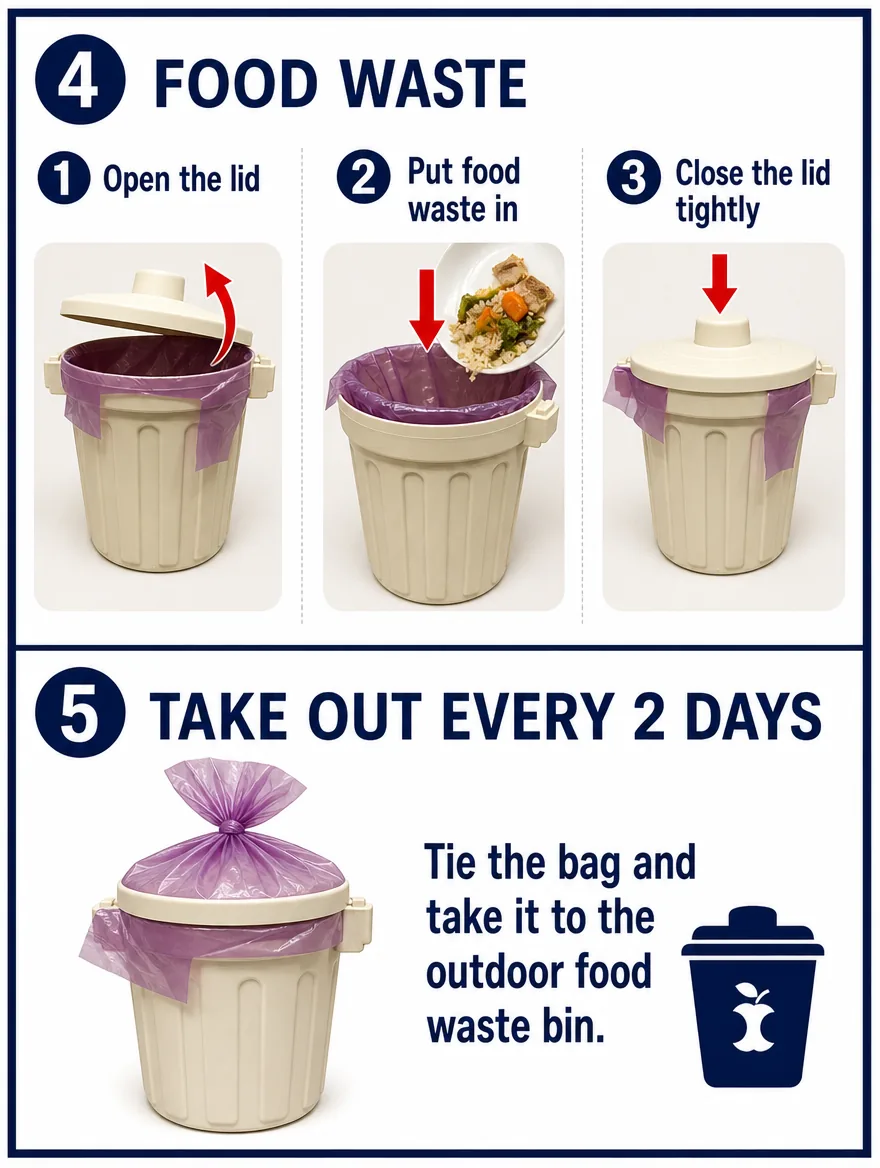 4 FOOD WASTE
1 Open the lid
2 Put food
waste in
3 Close the lid
tightly
5 TAKE OUT EVERY 2 DAYS
Tie the bag and
take it to the
outdoor food
waste bin.